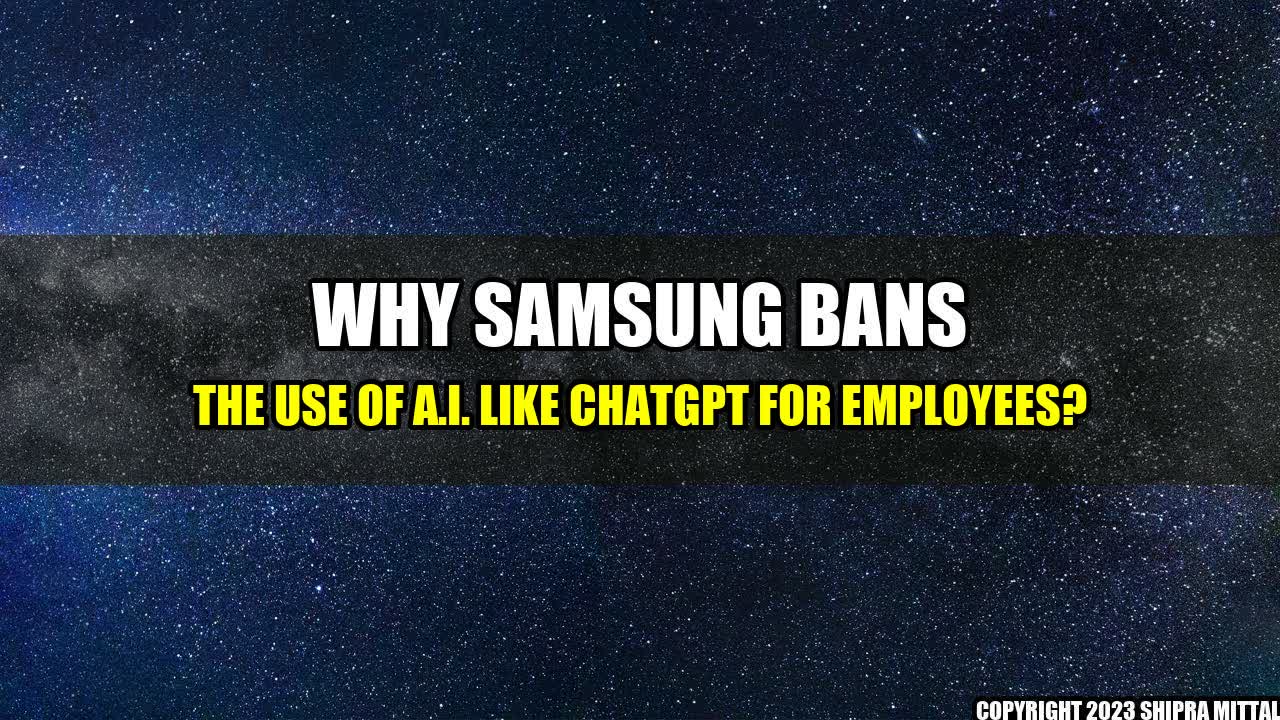 WHY SAMSUNG BANS
THE USE OF A.I. LIKE CHATGPT FOR EMPLOYEES?
COPYRIGHT 2023 SHIPRA MITTAL